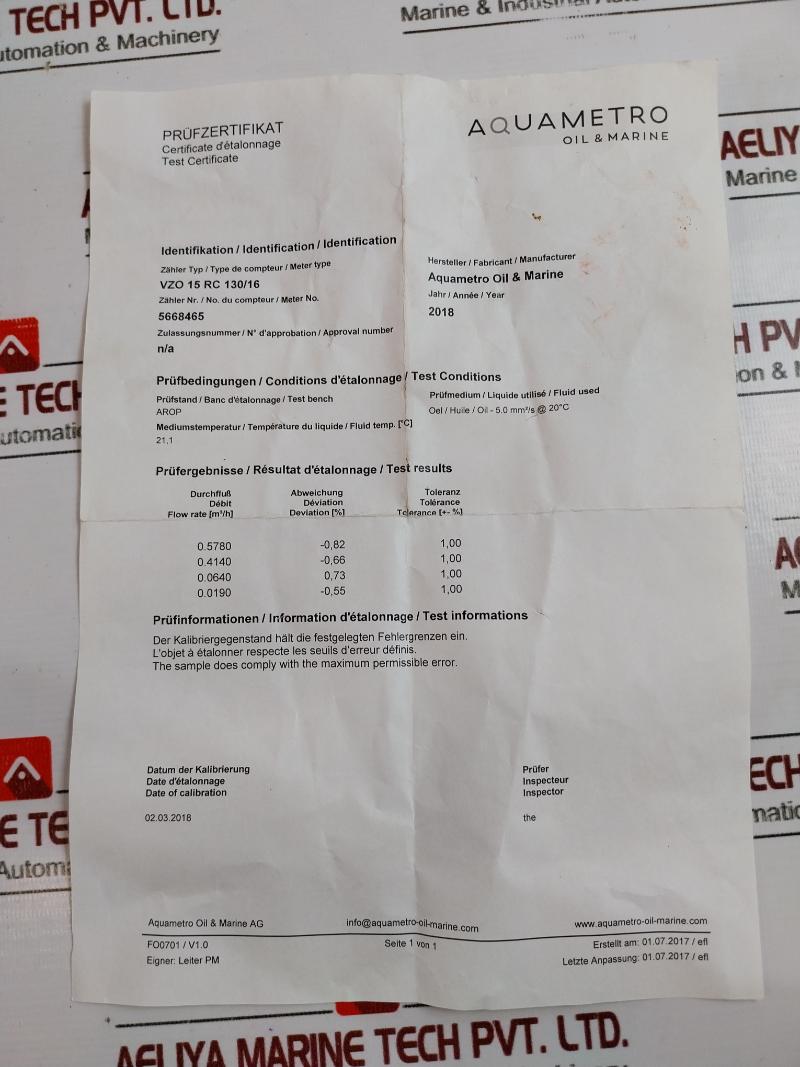 TECH PVT. LTD.
Automation & Machinery
Marine & Industrial
AELIYA
Marine
PRÜFZERTIFIKAT
Certificate d'étalonnage
Test Certificate
AQUAMETRO
OIL & MARINE
Identifikation / Identification / Identification
Zähler Typ / Type de compteur / Meter type
VZO 15 RC 130/16
Zähler Nr. / No. du compteur / Meter No.
5668465
Zulassungsnummer / N° d'approbation / Approval number
n/a
Hersteller / Fabricant / Manufacturer
Aquametro Oil & Marine
Jahr / Année / Year
2018
Prüfbedingungen / Conditions d'étalonnage / Test Conditions
Prüfstand / Banc d'étalonnage / Test bench
AROP
Mediumstemperatur / Température du liquide / Fluid temp. [°C]
21,1
Prüfmedium / Liquide utilisé / Fluid used
Oel / Huile / Oil - 5.0 mm²/s @ 20°C
Prüfergebnisse / Résultat d'étalonnage / Test results
Durchfluß Abweichung Toleranz
Débit Déviation Tolérance
Flow rate [m³/h] Deviation [%] Tolerance [+- %]
0.5780 -0,82 1,00
0.4140 -0,66 1,00
0.0640 0,73 1,00
0.0190 -0,55 1,00
Prüfinformationen / Information d'étalonnage / Test informations
Der Kalibriergegenstand hält die festgelegten Fehlergrenzen ein.
L'objet à étalonner respecte les seuils d'erreur définis.
The sample does comply with the maximum permissible error.
Datum der Kalibrierung
Date d'étalonnage
Date of calibration
02.03.2018
Prüfer
Inspecteur
Inspector
the
Aquametro Oil & Marine AG info@aquametro-oil-marine.com www.aquametro-oil-marine.com
FO0701 / V1.0 Seite 1 von 1 Erstellt am: 01.07.2017 / efl
Eigner: Leiter PM Letzte Anpassung: 01.07.2017 / efl
AELIYA MARINE TECH PVT. LTD.